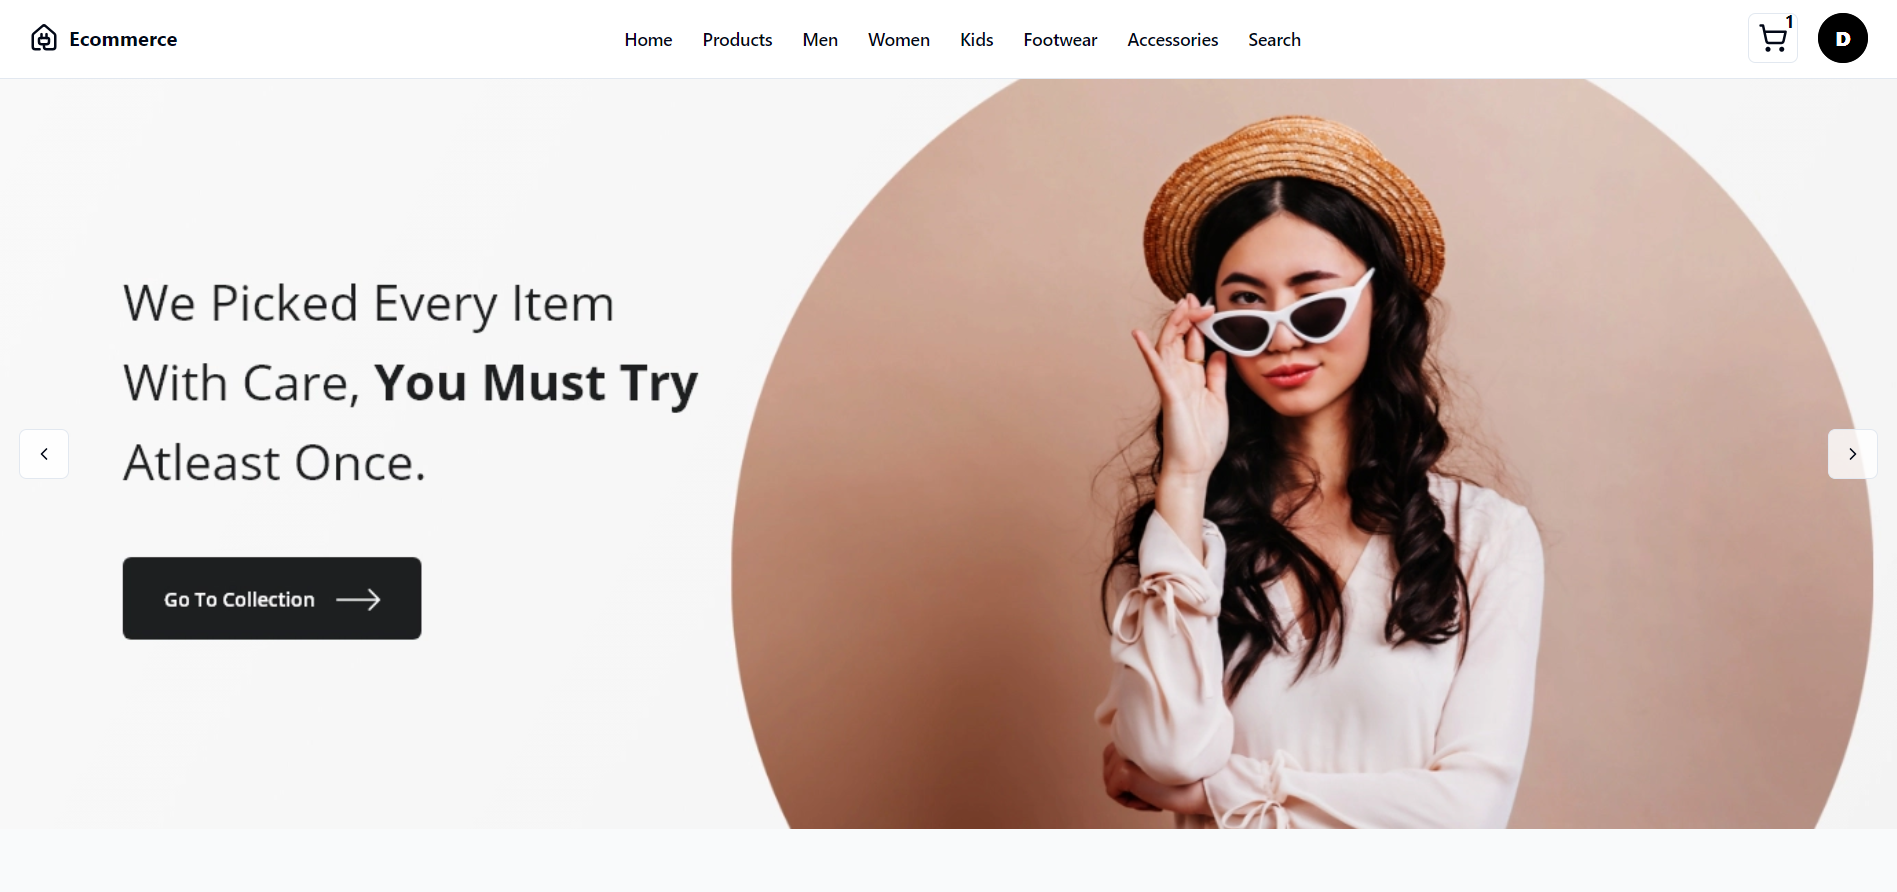 Ecommerce
Home
Products
Men
Women
Kids
Footwear
Accessories
Search
1
D
We Picked Every Item
With Care, You Must Try
Atleast Once.
Go To Collection